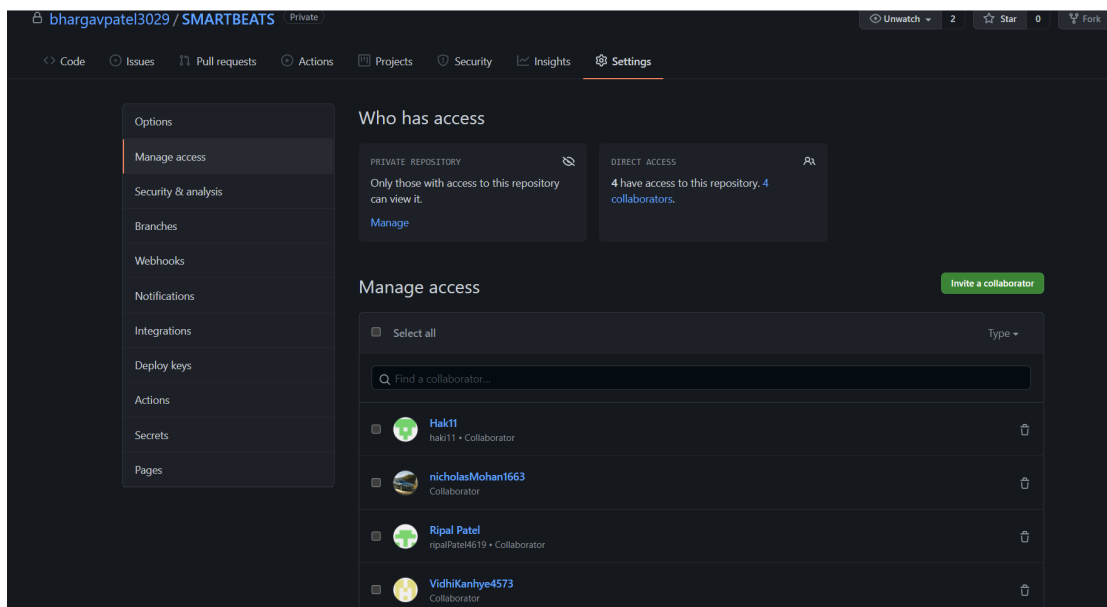 bhargavpatel3029 / SMARTBEATS Private
Unwatch 2 Star 0 Fork
Code Issues Pull requests Actions Projects Security Insights Settings
Options
Manage access
Security & analysis
Branches
Webhooks
Notifications
Integrations
Deploy keys
Actions
Secrets
Pages
Who has access
PRIVATE REPOSITORY
Only those with access to this repository
can view it.
Manage
DIRECT ACCESS
4 have access to this repository. 4
collaborators.
Manage access
Invite a collaborator
Select all
Type
Find a collaborator...
Hak11
haki11 • Collaborator
nicholasMohan1663
Collaborator
Ripal Patel
ripalPatel4619 • Collaborator
VidhiKanhye4573
Collaborator